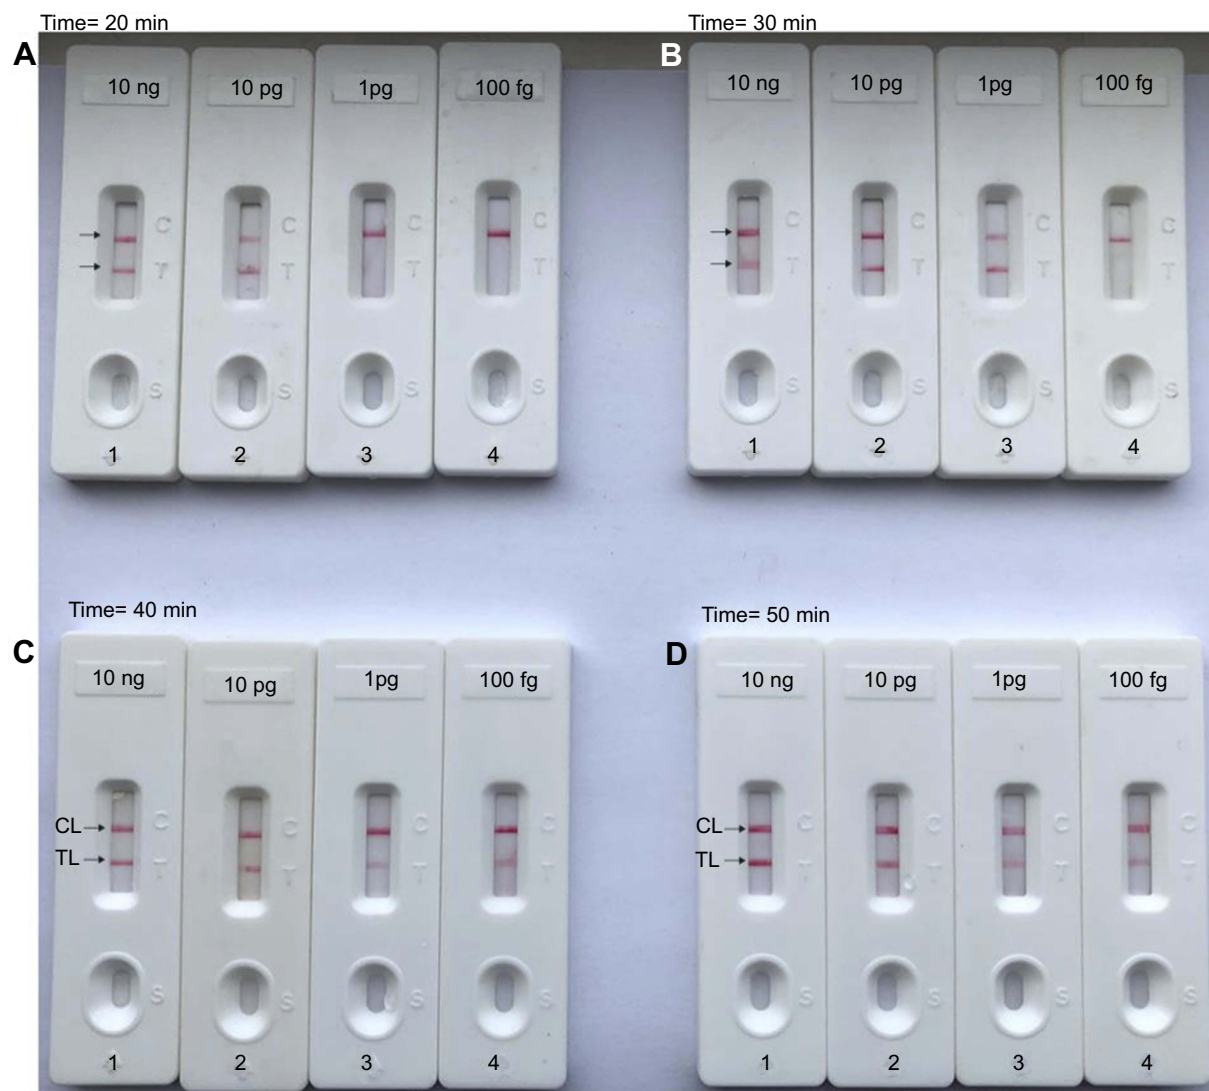 Time= 20 min
A
10 ng 10 pg 1pg 100 fg
C C C C
T T T T
S S S S
1 2 3 4
Time= 30 min
B
10 ng 10 pg 1pg 100 fg
C C C C
T T T T
S S S S
1 2 3 4
Time= 40 min
C
10 ng 10 pg 1pg 100 fg
CL C C C C
TL T T T T
S S S S
1 2 3 4
Time= 50 min
D
10 ng 10 pg 1pg 100 fg
CL C C C C
TL T T T T
S S S S
1 2 3 4